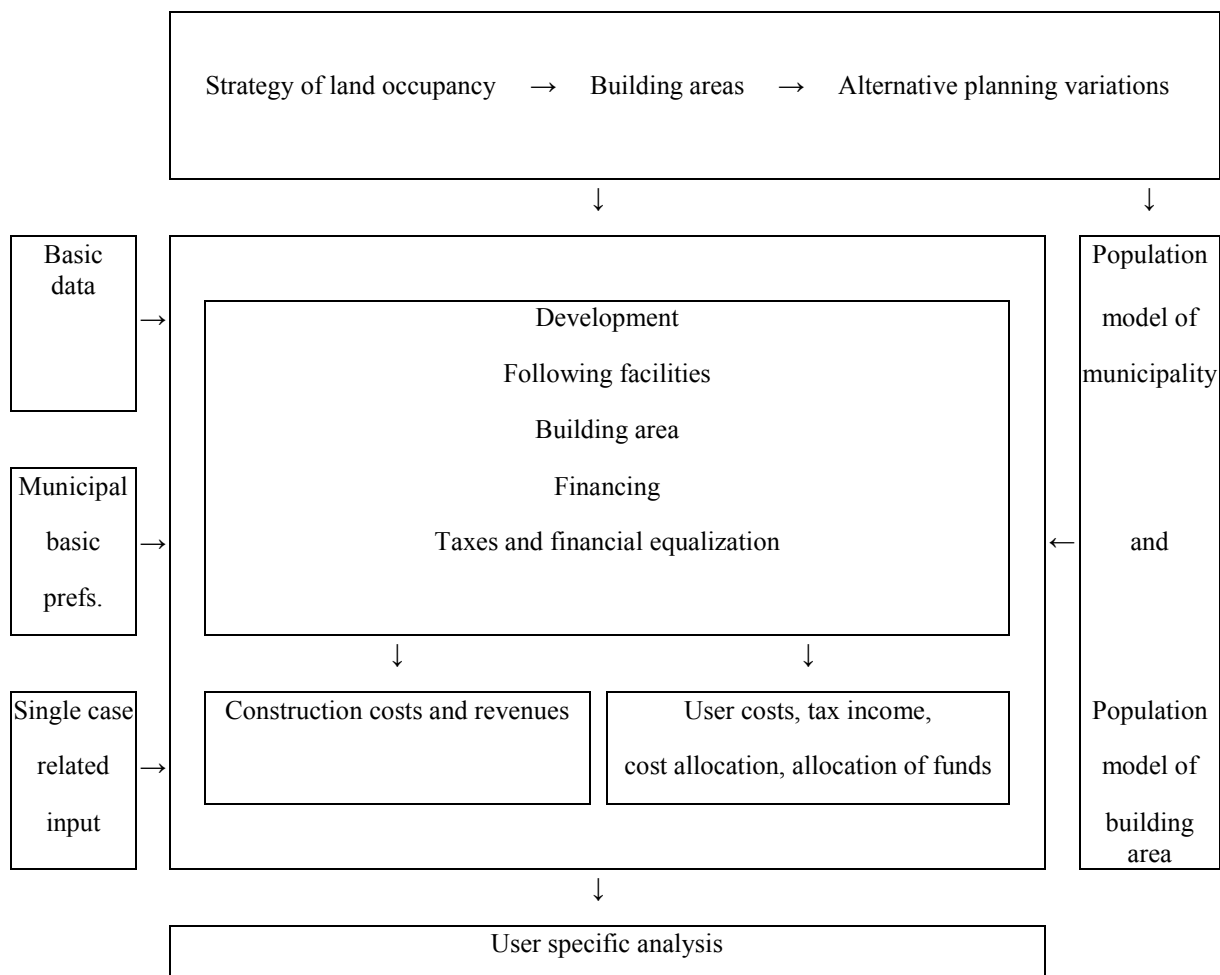 Strategy of land occupancy → Building areas → Alternative planning variations
↓ ↓
Basic
data
→
Municipal
basic
prefs.
→
Single case
related
input
→
Development
Following facilities
Building area
Financing
Taxes and financial equalization
↓ ↓
Construction costs and revenues
User costs, tax income,
cost allocation, allocation of funds
←
Population
model of
municipality
and
Population
model of
building
area
↓
User specific analysis